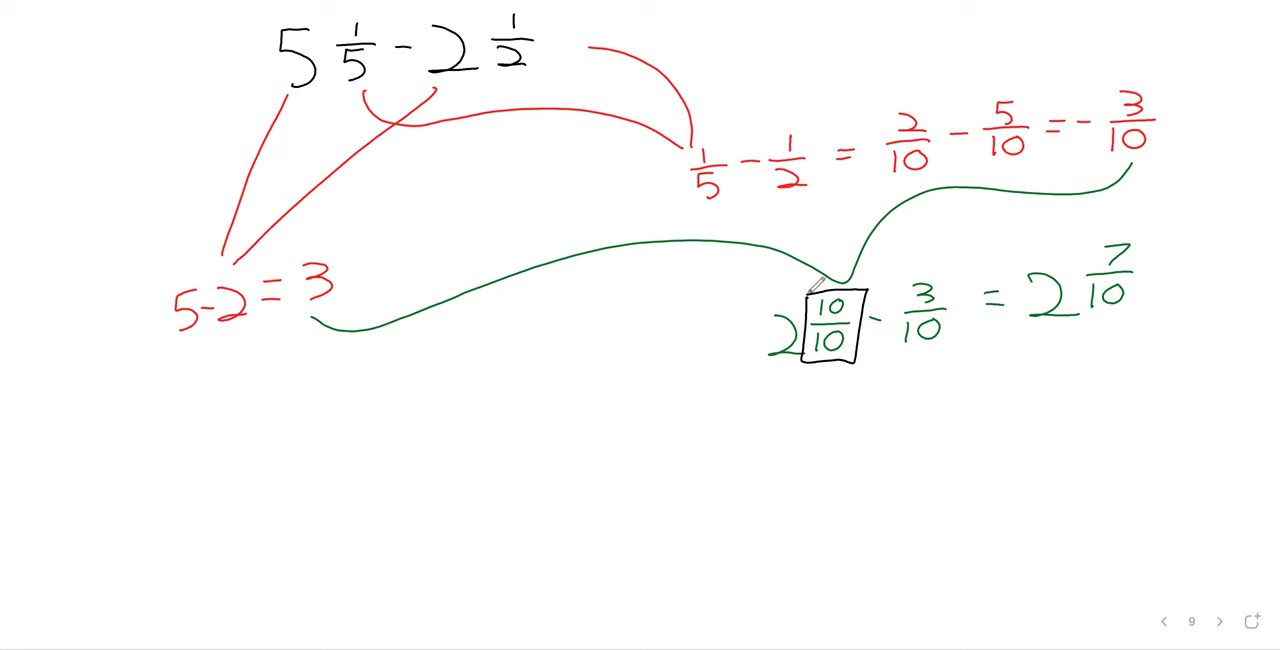 5 1/5 - 2 1/2
1/5 - 1/2 = 2/10 - 5/10 = - 3/10
5-2 = 3
2 10/10 - 3/10 = 2 7/10
9